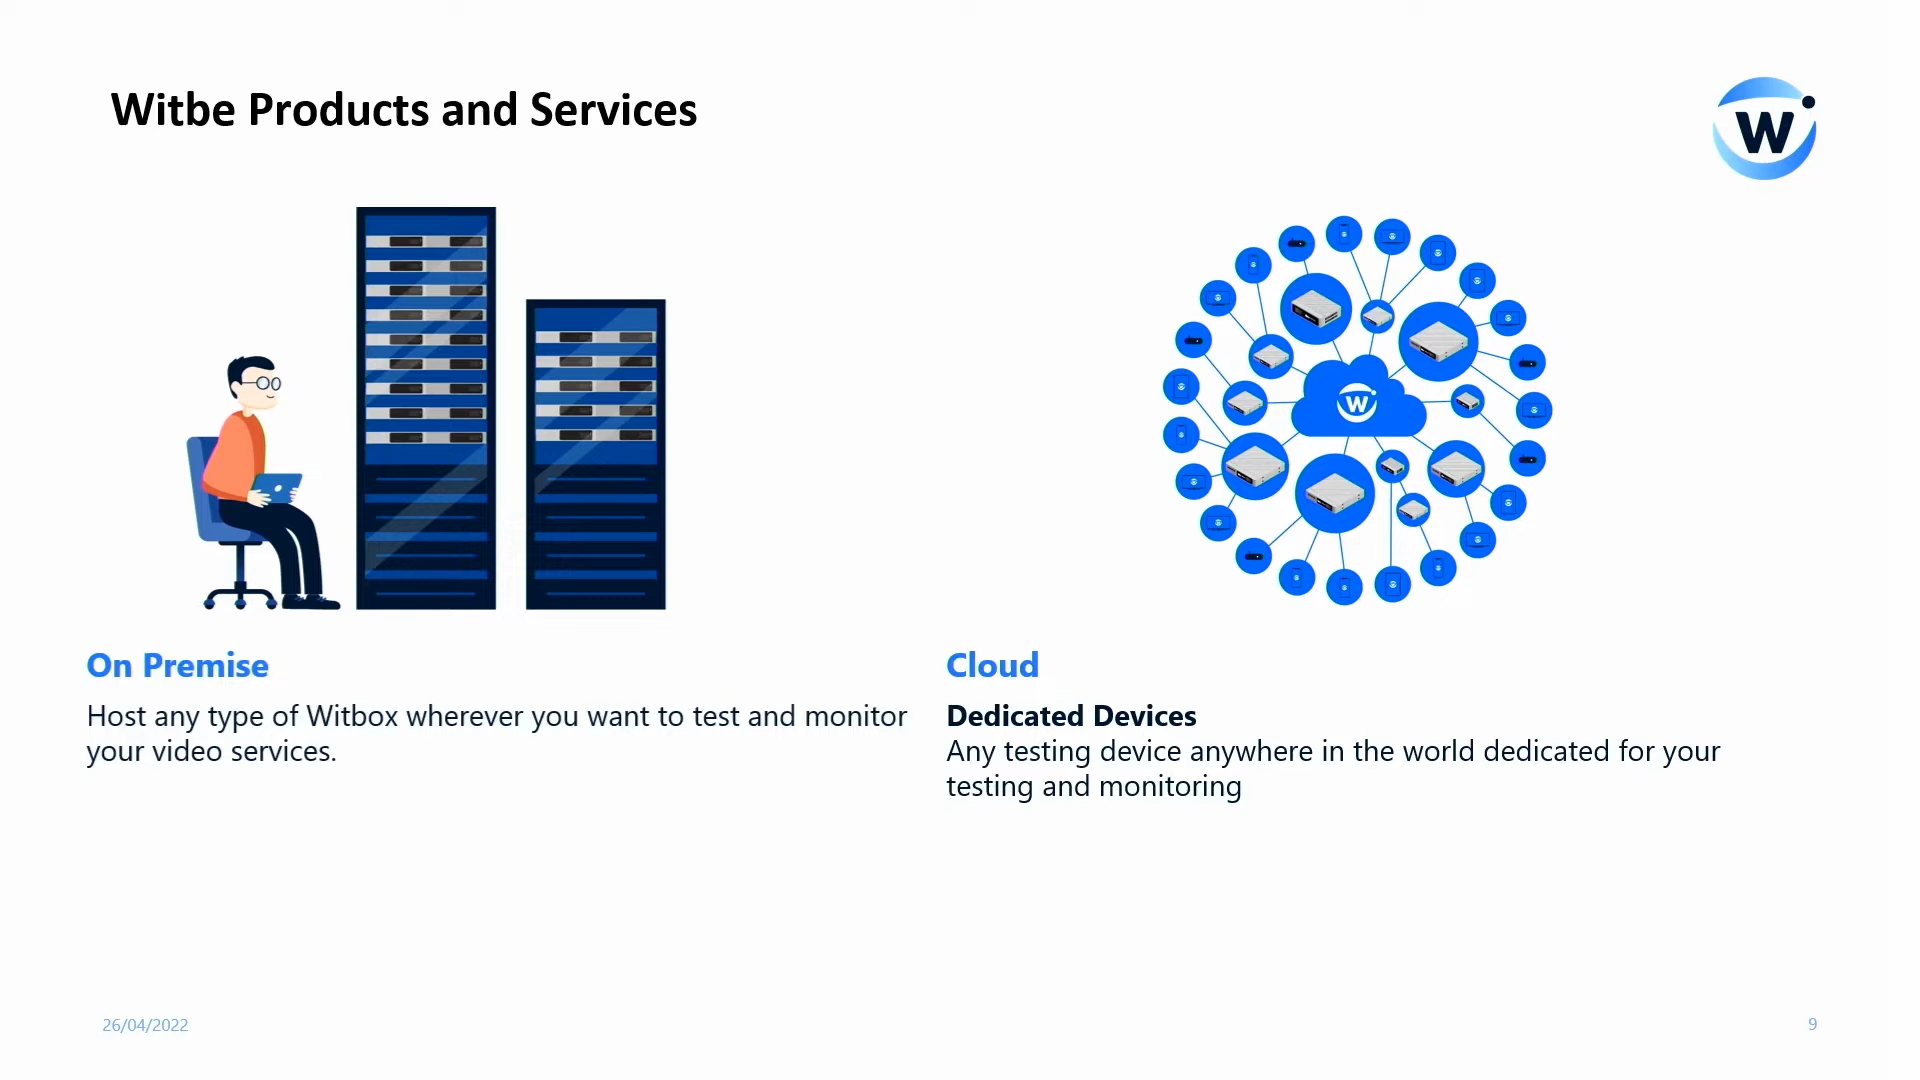 Witbe Products and Services
W
W
On Premise
Host any type of Witbox wherever you want to test and monitor
your video services.
Cloud
Dedicated Devices
Any testing device anywhere in the world dedicated for your
testing and monitoring
26/04/2022
9